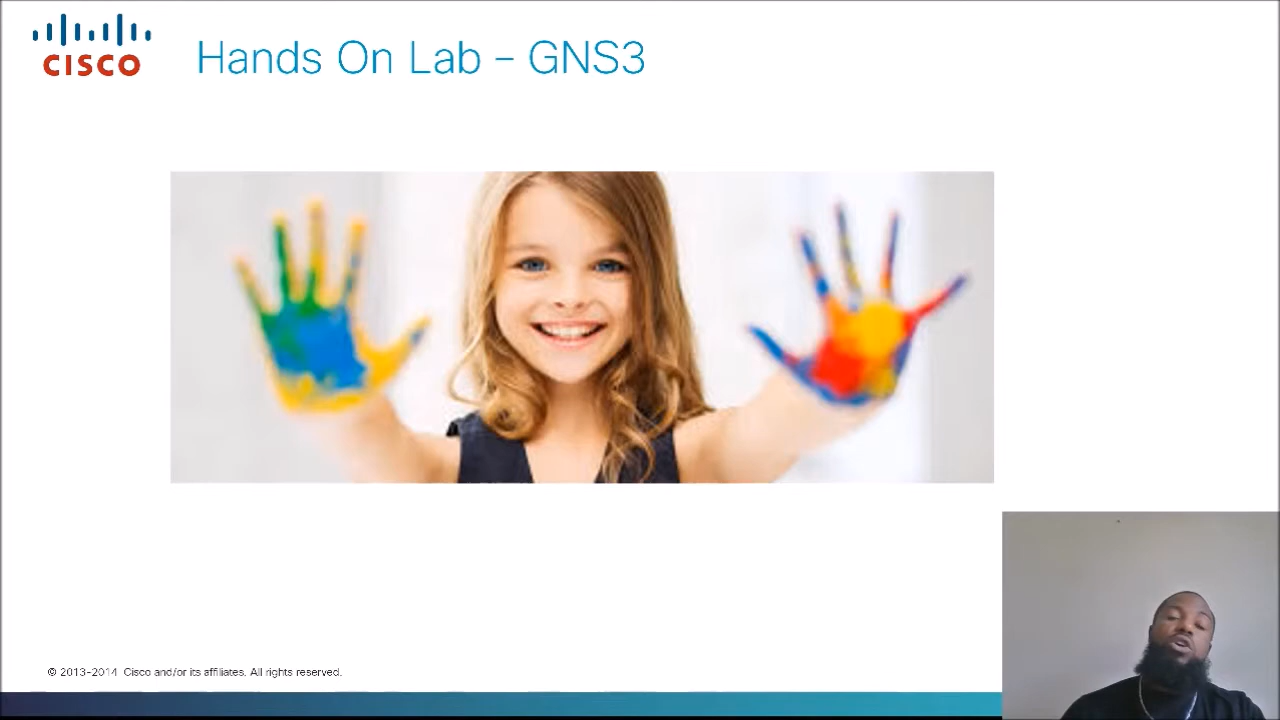 CISCO
Hands On Lab – GNS3
© 2013-2014 Cisco and/or its affiliates. All rights reserved.